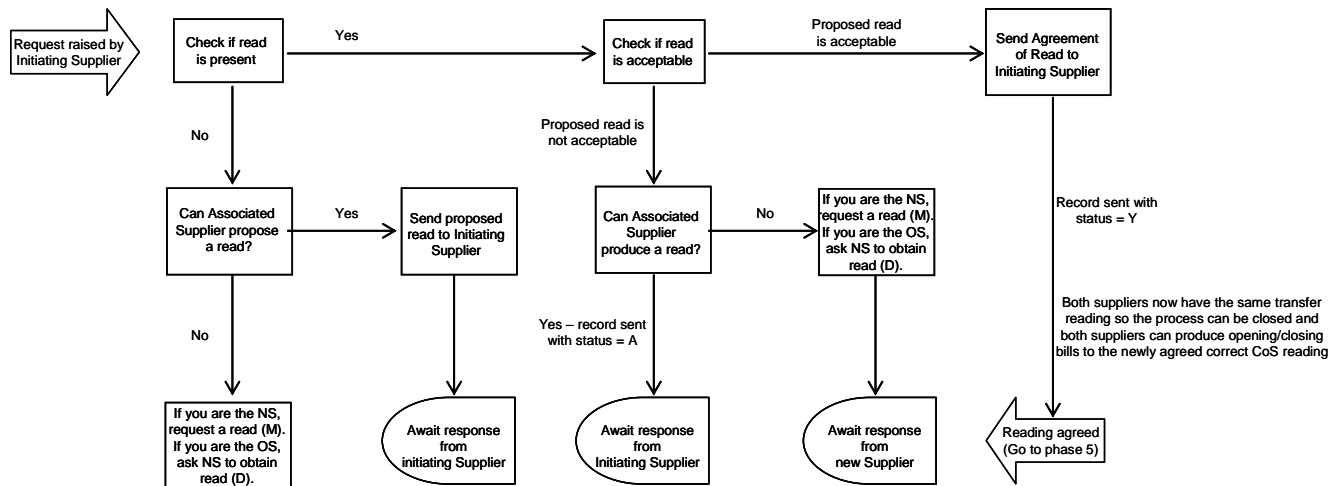 Request raised by
Initiating Supplier
Check if read
is present
Yes
Check if read
is acceptable
Proposed read
is acceptable
Send Agreement
of Read to
Initiating Supplier
No
Proposed read is
not acceptable
Can Associated
Supplier propose
a read?
Yes
Send proposed
read to Initiating
Supplier
Can Associated
Supplier
produce a read?
No
If you are the NS,
request a read (M).
If you are the OS,
ask NS to obtain
read (D).
Record sent with
status = Y
No
Yes – record sent
with status = A
Both suppliers now have the same transfer
reading so the process can be closed and
both suppliers can produce opening/closing
bills to the newly agreed correct CoS reading
If you are the NS,
request a read (M).
If you are the OS,
ask NS to obtain
read (D).
Await response
from
initiating Supplier
Await response
from
Initiating Supplier
Await response
from
new Supplier
Reading agreed
(Go to phase 5)